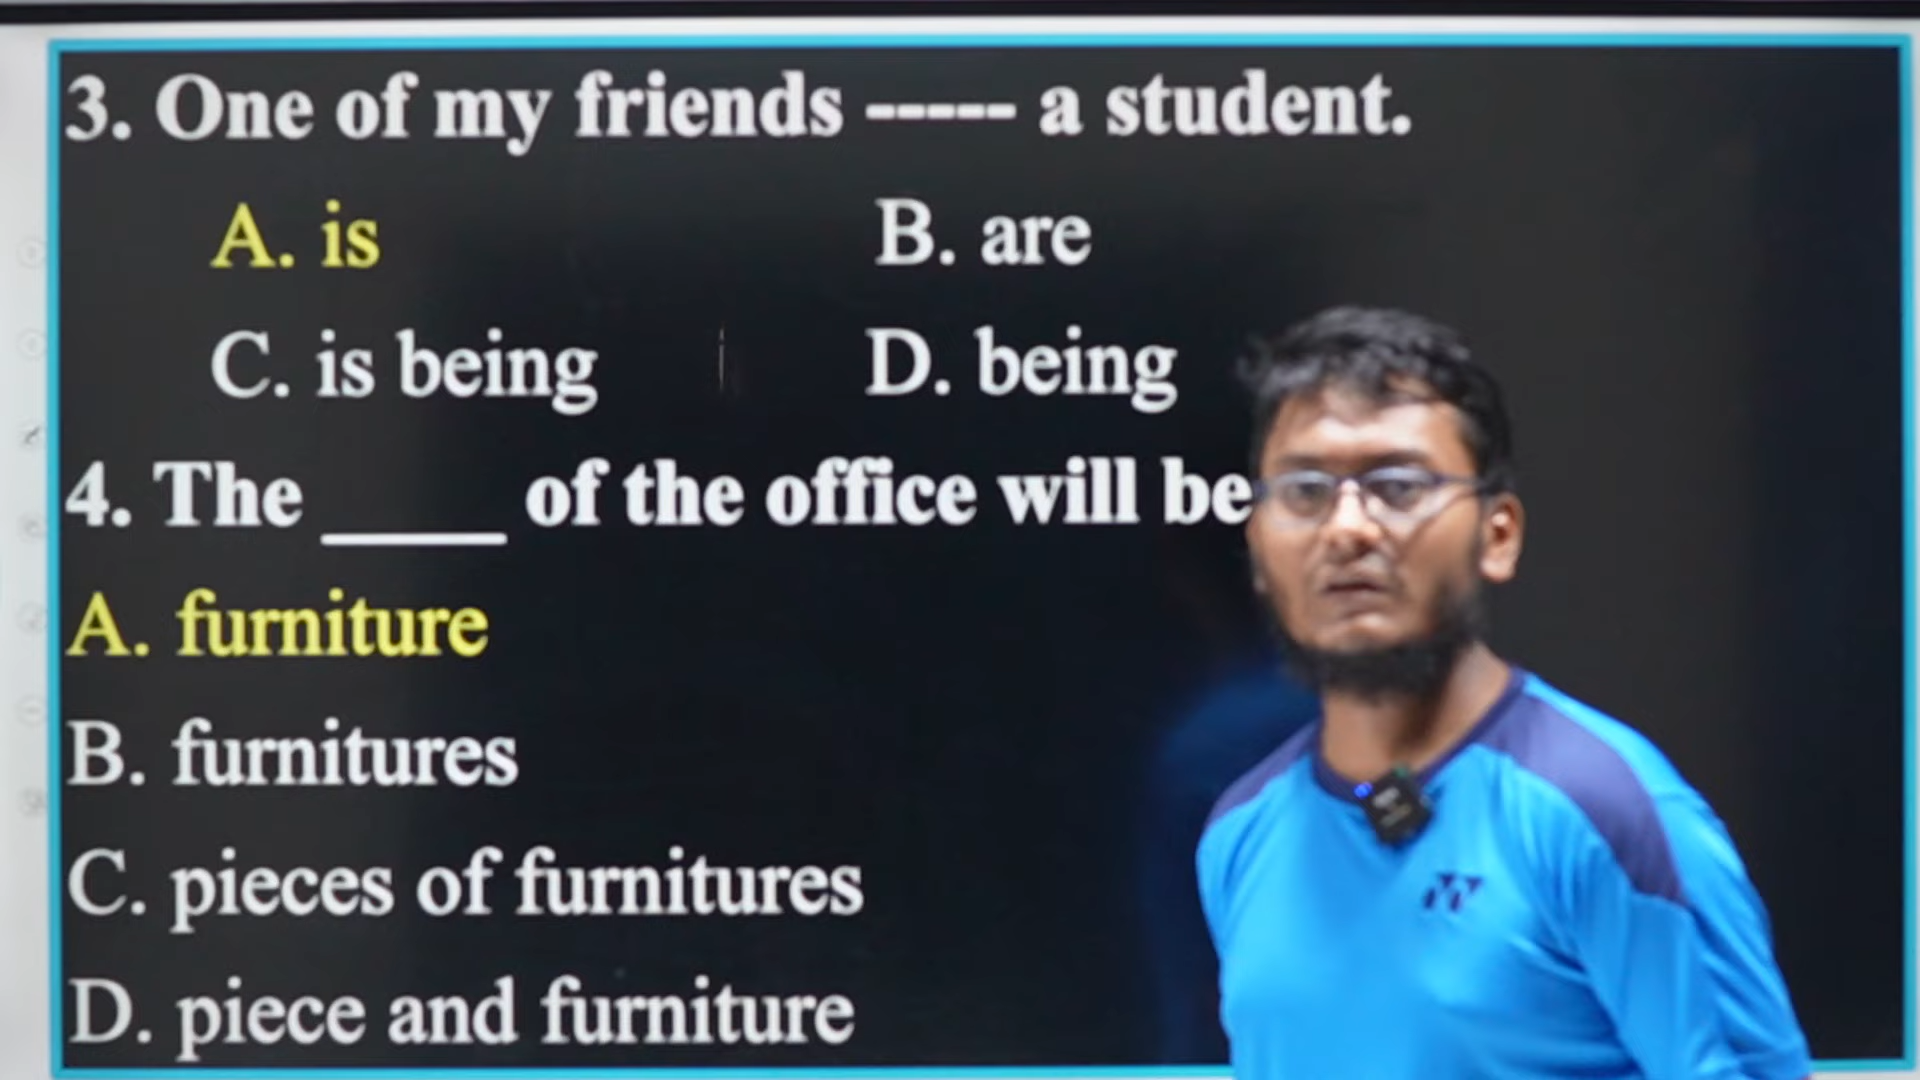 3. One of my friends ----- a student.
A. is B. are
C. is being D. being
4. The _____ of the office will be
A. furniture
B. furnitures
C. pieces of furnitures
D. piece and furniture